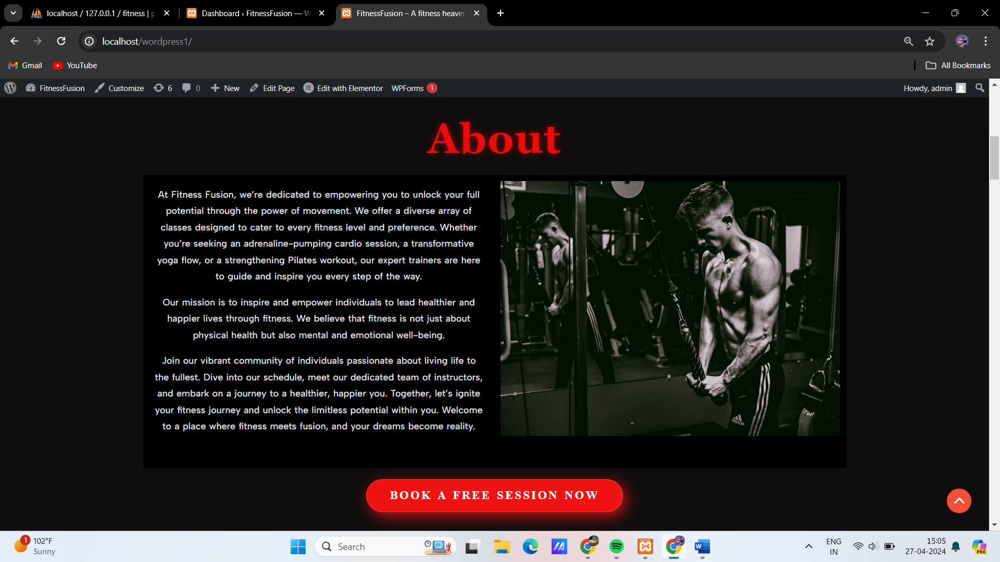 localhost / 127.0.0.1 / fitness | p
Dashboard ‹ FitnessFusion — W
FitnessFusion – A fitness heaven
localhost/wordpress1/
Gmail
YouTube
All Bookmarks
FitnessFusion
Customize
6
0
New
Edit Page
Edit with Elementor
WPForms
1
Howdy, admin
About
At Fitness Fusion, we're dedicated to empowering you to unlock your full
potential through the power of movement. We offer a diverse array of
classes designed to cater to every fitness level and preference. Whether
you're seeking an adrenaline-pumping cardio session, a transformative
yoga flow, or a strengthening Pilates workout, our expert trainers are here
to guide and inspire you every step of the way.
Our mission is to inspire and empower individuals to lead healthier and
happier lives through fitness. We believe that fitness is not just about
physical health but also mental and emotional well-being.
Join our vibrant community of individuals passionate about living life to
the fullest. Dive into our schedule, meet our dedicated team of instructors,
and embark on a journey to a healthier, happier you. Together, let's ignite
your fitness journey and unlock the limitless potential within you. Welcome
to a place where fitness meets fusion, and your dreams become reality.
adidas
BOOK A FREE SESSION NOW
1
102°F
Sunny
Search
W
ENG
IN
15:05
27-04-2024
PRE